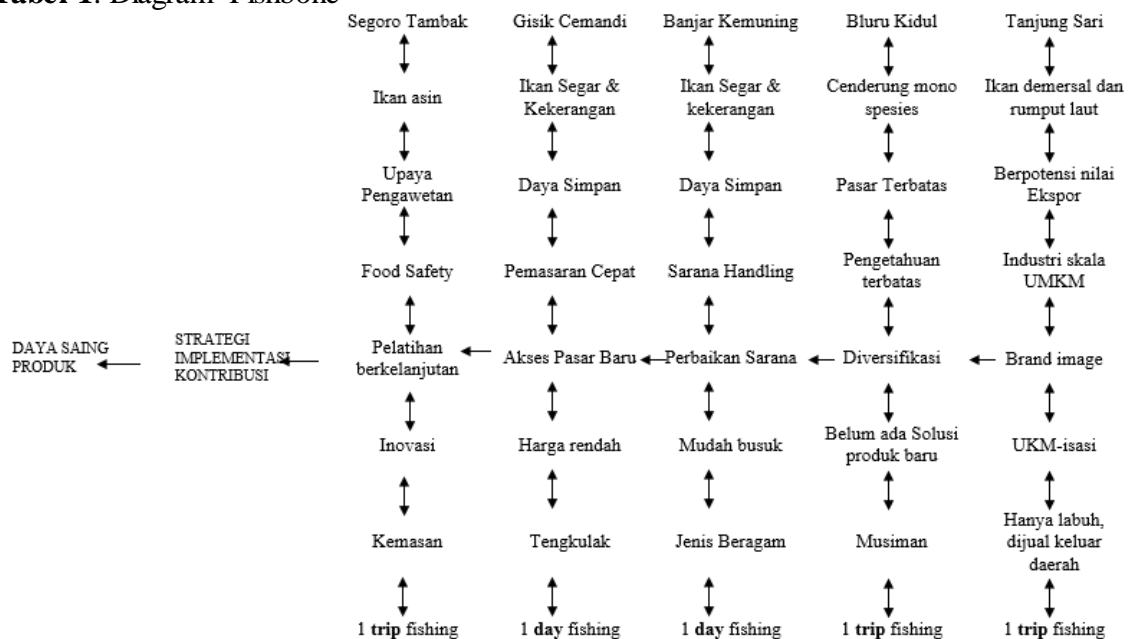 Tabel 1. Diagram Fishbone
Segoro Tambak
Gisik Cemandi
Banjar Kemuning
Bluru Kidul
Tanjung Sari
Ikan asin
Ikan Segar &
Kekerangan
Ikan Segar &
kekerangan
Cenderung mono
spesies
Ikan demersal dan
rumput laut
Upaya
Pengawetan
Daya Simpan
Daya Simpan
Pasar Terbatas
Berpotensi nilai
Ekspor
Food Safety
Pemasaran Cepat
Sarana Handling
Pengetahuan
terbatas
Industri skala
UMKM
DAYA SAING
PRODUK
STRATEGI
IMPLEMENTASI
KONTRIBUSI
Pelatihan
berkelanjutan
Akses Pasar Baru
Perbaikan Sarana
Diversifikasi
Brand image
Inovasi
Harga rendah
Mudah busuk
Belum ada Solusi
produk baru
UKM-isasi
Kemasan
Tengkulak
Jenis Beragam
Musiman
Hanya labuh,
dijual keluar
daerah
1 trip fishing
1 day fishing
1 day fishing
1 trip fishing
1 trip fishing